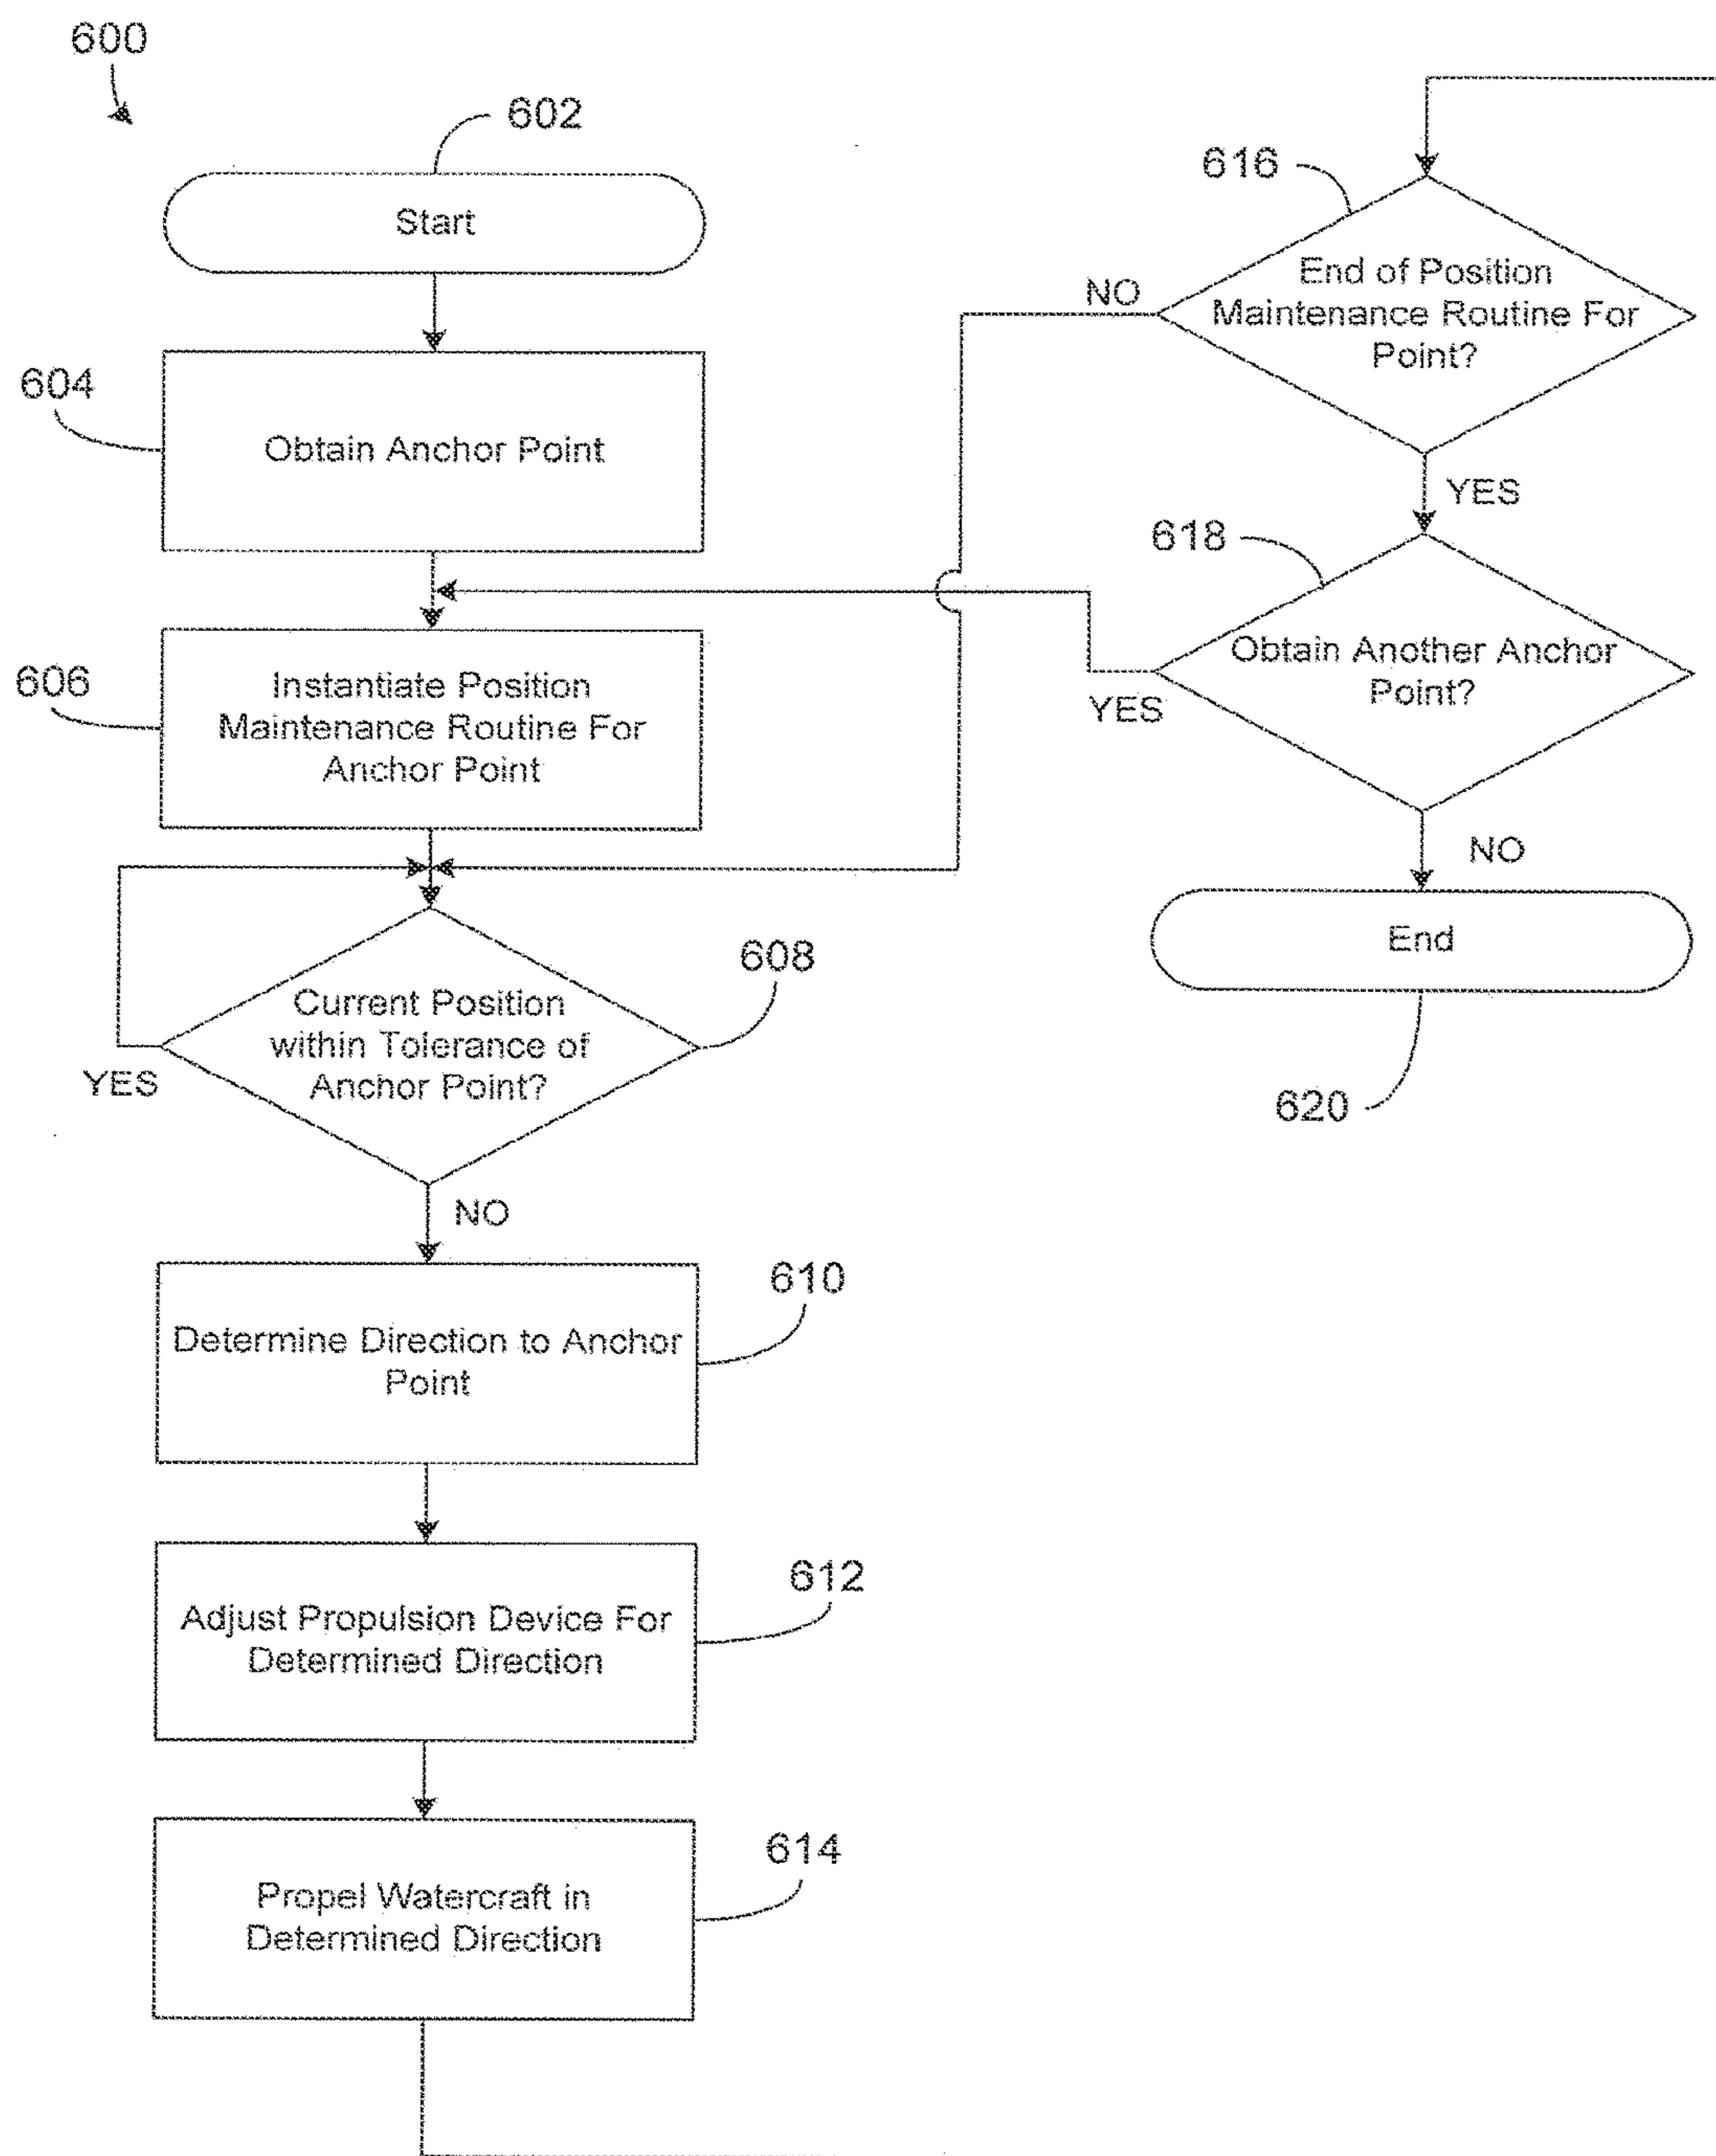 600
602
Start
604
Obtain Anchor Point
606
Instantiate Position
Maintenance Routine For
Anchor Point
608
Current Position
within Tolerance of
Anchor Point?
YES
NO
610
Determine Direction to Anchor
Point
612
Adjust Propulsion Device For
Determined Direction
614
Propel Watercraft in
Determined Direction
616
End of Position
Maintenance Routine For
Point?
NO
YES
618
Obtain Another Anchor
Point?
YES
NO
End
620